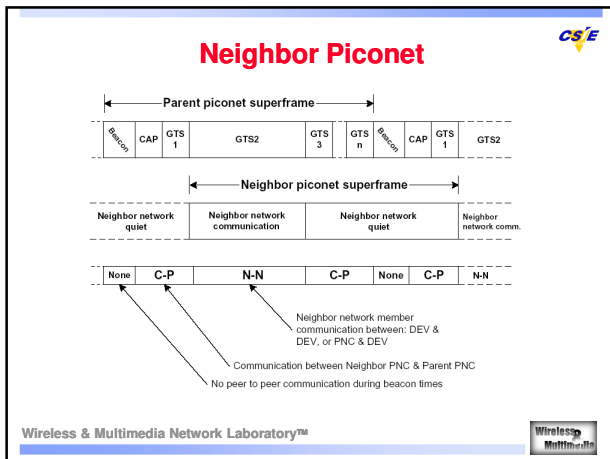 CS/E
Neighbor Piconet
Parent piconet superframe
Beacon CAP GTS 1 GTS2 GTS 3 GTS n Beacon CAP GTS 1 GTS2
Neighbor piconet superframe
Neighbor network quiet
Neighbor network communication
Neighbor network quiet
Neighbor network comm.
None C-P N-N C-P None C-P N-N
Neighbor network member
communication between: DEV &
DEV, or PNC & DEV
Communication between Neighbor PNC & Parent PNC
No peer to peer communication during beacon times
Wireless & Multimedia Network Laboratory™
Wireless
Multimedia